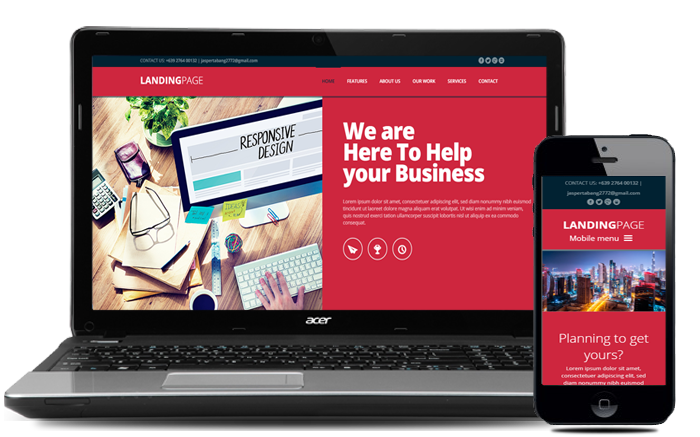 CONTACT US: +639 2764 00132 | jaspertabang2772@gmail.com
LANDINGPAGE
HOME FEATURES ABOUT US OUR WORK SERVICES CONTACT
RESPONSIVE
DESIGN
We are
Here To Help
your Business
Lorem ipsum dolor sit amet, consectetuer adipiscing elit, sed diam nonummy nibh euismod
tincidunt ut laoreet dolore magna aliquam erat volutpat. Ut wisi enim ad minim veniam,
quis nostrud exerci tation ullamcorper suscipit lobortis nisl ut aliquip ex ea commodo
consequat.
acer
CONTACT US: +639 2764 00132 |
jaspertabang2772@gmail.com
LANDINGPAGE
Mobile menu
Planning to get
yours?
Lorem ipsum dolor sit amet,
consectetuer adipiscing elit, sed
diam nonummy nibh euismod